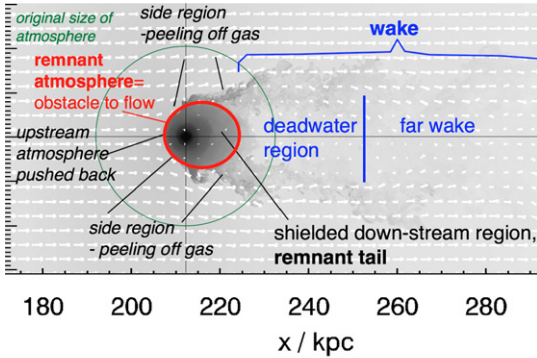 original size of
atmosphere
side region
-peeling off gas
wake
remnant
atmosphere=
obstacle to flow
upstream
atmosphere
pushed back
deadwater
region
far wake
side region
- peeling off gas
shielded down-stream region,
remnant tail
180 200 220 240 260 280
x / kpc